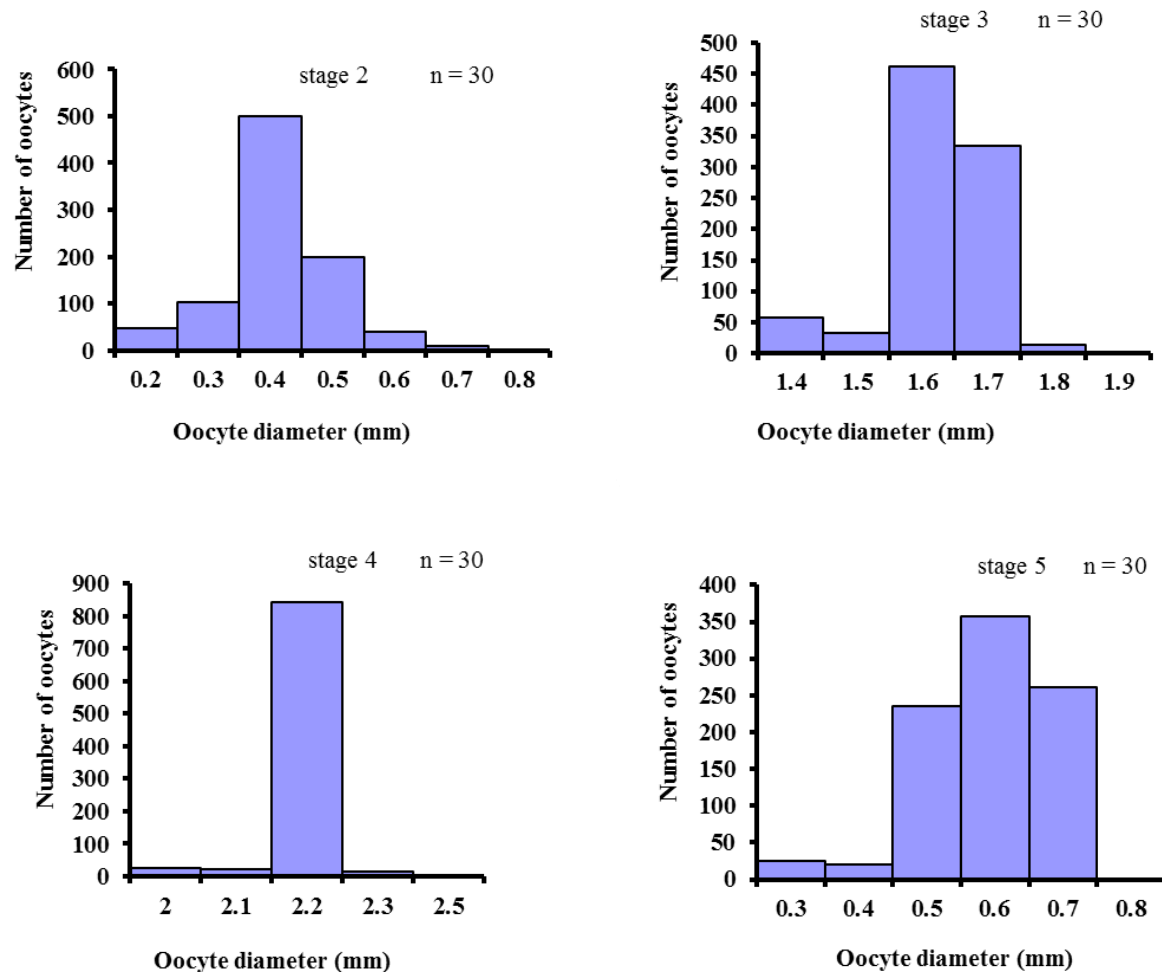 stage 2 n = 30
Number of oocytes
600
500
400
300
200
100
0
0.2 0.3 0.4 0.5 0.6 0.7 0.8
Oocyte diameter (mm)
stage 3 n = 30
Number of oocytes
500
450
400
350
300
250
200
150
100
50
0
1.4 1.5 1.6 1.7 1.8 1.9
Oocyte diameter (mm)
stage 4 n = 30
Number of oocytes
900
800
700
600
500
400
300
200
100
0
2 2.1 2.2 2.3 2.5
Oocyte diameter (mm)
stage 5 n = 30
Number of oocytes
400
350
300
250
200
150
100
50
0
0.3 0.4 0.5 0.6 0.7 0.8
Oocyte diameter (mm)